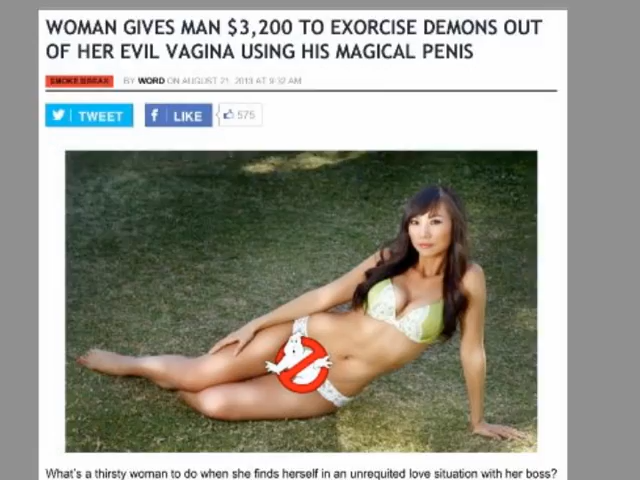 WOMAN GIVES MAN $3,200 TO EXORCISE DEMONS OUT
OF HER EVIL VAGINA USING HIS MAGICAL PENIS
SMOKE BREAK BY WORD ON AUGUST 21, 2013 AT 9:32 AM
TWEET f LIKE 575
What's a thirsty woman to do when she finds herself in an unrequited love situation with her boss?